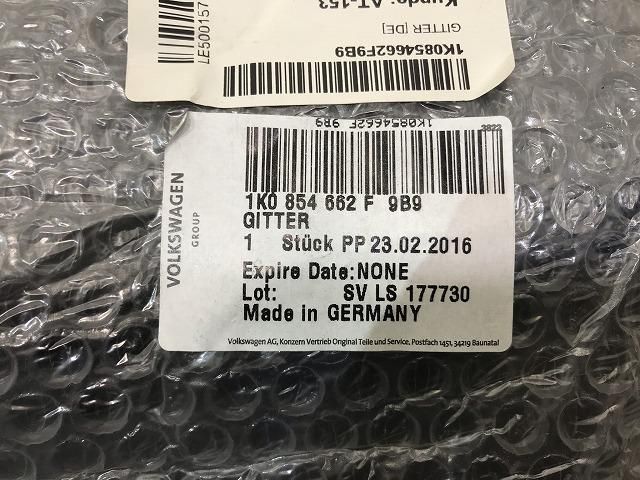 Kunde: AT-153
GITTER [DE]
1K0854662F9B9
LE500157
1K0854662F 9B9
3822
VOLKSWAGEN
GROUP
1K0 854 662 F 9B9
GITTER
1 Stück PP 23.02.2016
Expire Date:NONE
Lot: SV LS 177730
Made in GERMANY
Volkswagen AG, Konzern Vertrieb Original Teile und Service, Postfach 1451, 34219 Baunatal